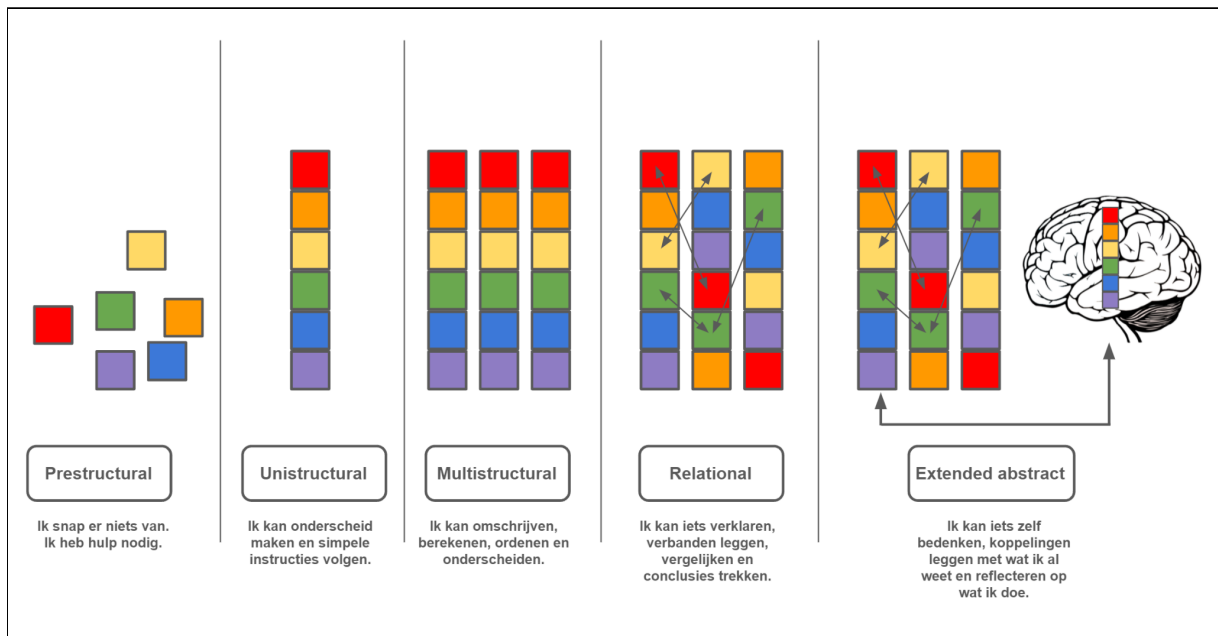 Prestructural
Ik snap er niets van.
Ik heb hulp nodig.
Unistructural
Ik kan onderscheid
maken en simpele
instructies volgen.
Multistructural
Ik kan omschrijven,
berekenen, ordenen en
onderscheiden.
Relational
Ik kan iets verklaren,
verbanden leggen,
vergelijken en
conclusies trekken.
Extended abstract
Ik kan iets zelf
bedenken, koppelingen
leggen met wat ik al
weet en reflecteren op
wat ik doe.